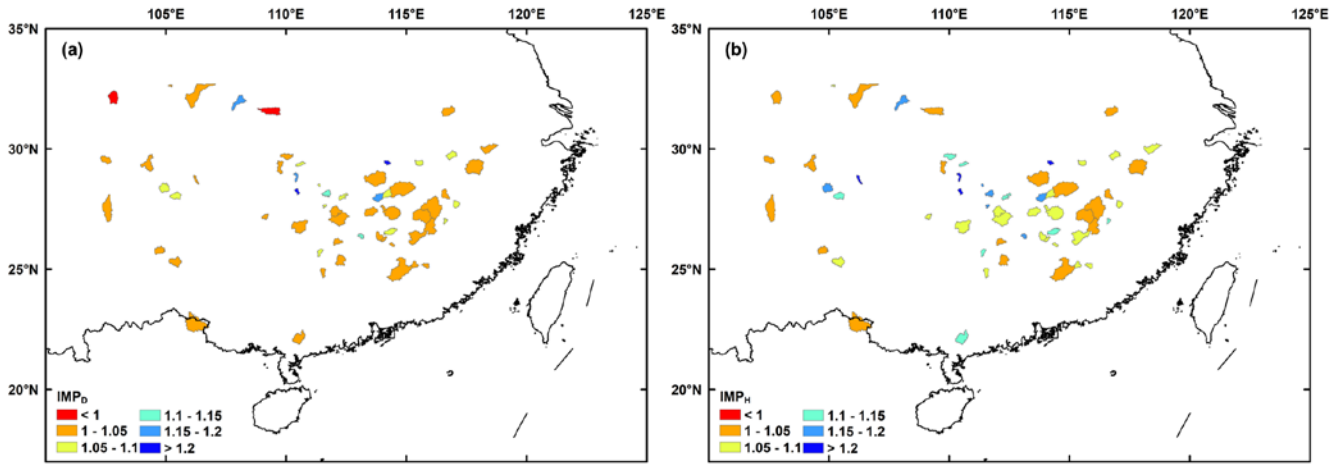 105°E 110°E 115°E 120°E 125°E
105°E 110°E 115°E 120°E 125°E
35°N
(a)
30°N
25°N
20°N
IMP_D
< 1
1 - 1.05
1.05 - 1.1
1.1 - 1.15
1.15 - 1.2
> 1.2
35°N
(b)
30°N
25°N
20°N
IMP_H
< 1
1 - 1.05
1.05 - 1.1
1.1 - 1.15
1.15 - 1.2
> 1.2